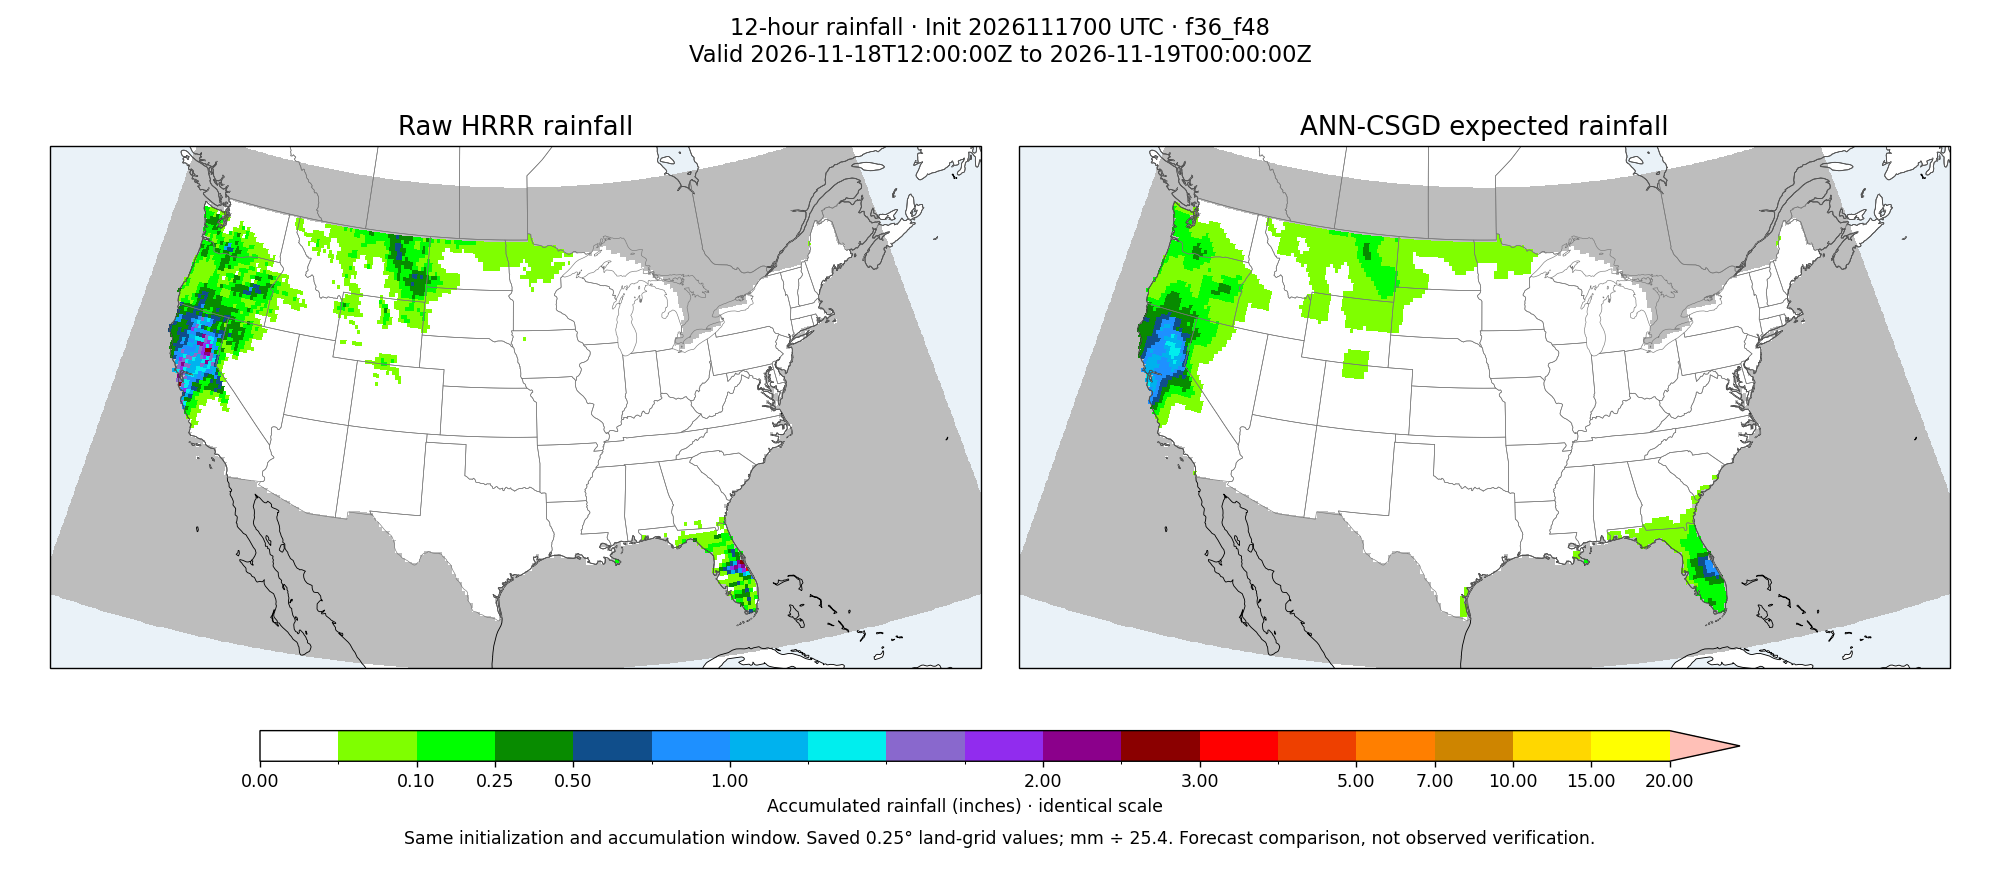 12-hour rainfall · Init 2026111700 UTC · f36_f48
Valid 2026-11-18T12:00:00Z to 2026-11-19T00:00:00Z
Raw HRRR rainfall
ANN-CSGD expected rainfall
0.00 0.10 0.25 0.50 1.00 2.00 3.00 5.00 7.00 10.00 15.00 20.00
Accumulated rainfall (inches) · identical scale
Same initialization and accumulation window. Saved 0.25° land-grid values; mm ÷ 25.4. Forecast comparison, not observed verification.